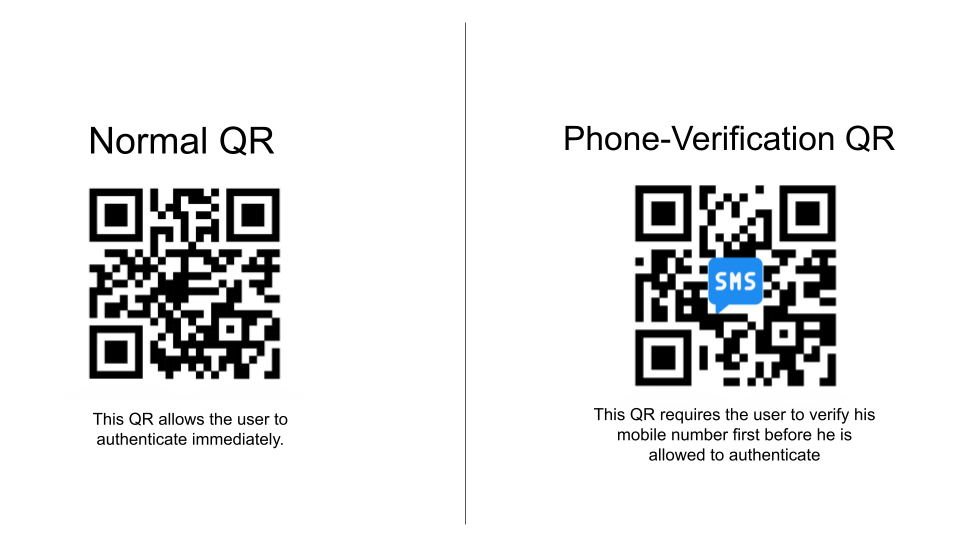 Normal QR
This QR allows the user to
authenticate immediately.
Phone-Verification QR
SMS
This QR requires the user to verify his
mobile number first before he is
allowed to authenticate